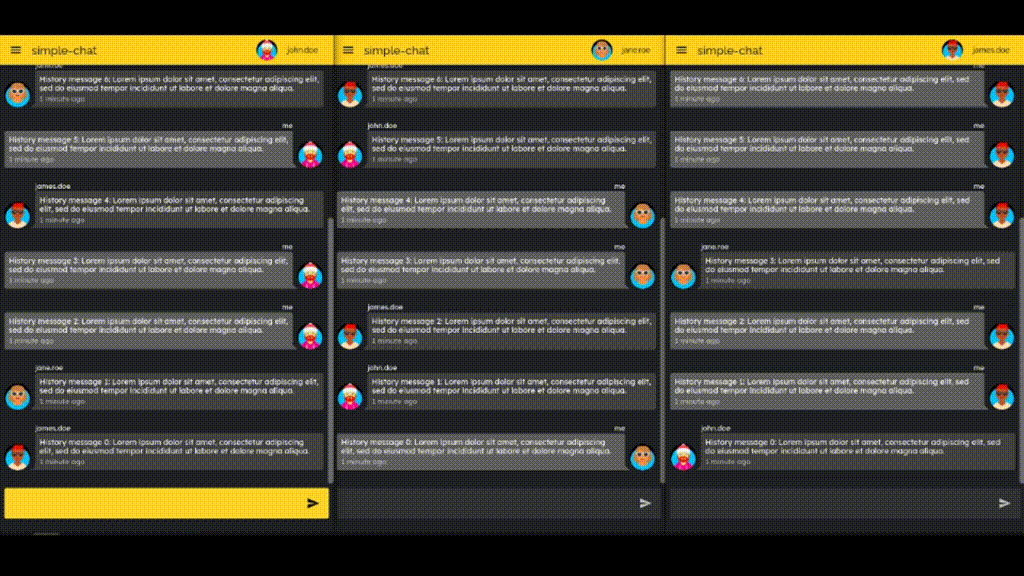 simple-chat
john.doe
History message 6: Lorem ipsum dolor sit amet, consectetur adipiscing elit,
sed do eiusmod tempor incididunt ut labore et dolore magna aliqua.
1 minute ago
me
History message 5: Lorem ipsum dolor sit amet, consectetur adipiscing elit,
sed do eiusmod tempor incididunt ut labore et dolore magna aliqua.
1 minute ago
james.doe
History message 4: Lorem ipsum dolor sit amet, consectetur adipiscing
elit, sed do eiusmod tempor incididunt ut labore et dolore magna aliqua.
1 minute ago
me
History message 3: Lorem ipsum dolor sit amet, consectetur adipiscing elit,
sed do eiusmod tempor incididunt ut labore et dolore magna aliqua.
1 minute ago
me
History message 2: Lorem ipsum dolor sit amet, consectetur adipiscing elit,
sed do eiusmod tempor incididunt ut labore et dolore magna aliqua.
1 minute ago
jane.roe
History message 1: Lorem ipsum dolor sit amet, consectetur adipiscing elit,
sed do eiusmod tempor incididunt ut labore et dolore magna aliqua.
1 minute ago
james.doe
History message 0: Lorem ipsum dolor sit amet, consectetur adipiscing
elit, sed do eiusmod tempor incididunt ut labore et dolore magna aliqua.
1 minute ago
simple-chat
jane.roe
james.doe
History message 6: Lorem ipsum dolor sit amet, consectetur adipiscing
elit, sed do eiusmod tempor incididunt ut labore et dolore magna aliqua.
1 minute ago
john.doe
History message 5: Lorem ipsum dolor sit amet, consectetur adipiscing
elit, sed do eiusmod tempor incididunt ut labore et dolore magna aliqua.
1 minute ago
me
History message 4: Lorem ipsum dolor sit amet, consectetur adipiscing
elit, sed do eiusmod tempor incididunt ut labore et dolore magna aliqua.
1 minute ago
me
History message 3: Lorem ipsum dolor sit amet, consectetur adipiscing elit,
sed do eiusmod tempor incididunt ut labore et dolore magna aliqua.
1 minute ago
james.doe
History message 2: Lorem ipsum dolor sit amet, consectetur adipiscing
elit, sed do eiusmod tempor incididunt ut labore et dolore magna aliqua.
1 minute ago
john.doe
History message 1: Lorem ipsum dolor sit amet, consectetur adipiscing
elit, sed do eiusmod tempor incididunt ut labore et dolore magna aliqua.
1 minute ago
me
History message 0: Lorem ipsum dolor sit amet, consectetur adipiscing
elit, sed do eiusmod tempor incididunt ut labore et dolore magna aliqua.
1 minute ago
simple-chat
james.doe
History message 6: Lorem ipsum dolor sit amet, consectetur adipiscing elit, sed
do eiusmod tempor incididunt ut labore et dolore magna aliqua.
1 minute ago
me
History message 5: Lorem ipsum dolor sit amet, consectetur adipiscing elit, sed
do eiusmod tempor incididunt ut labore et dolore magna aliqua.
1 minute ago
me
History message 4: Lorem ipsum dolor sit amet, consectetur adipiscing elit, sed
do eiusmod tempor incididunt ut labore et dolore magna aliqua.
1 minute ago
jane.roe
History message 3: Lorem ipsum dolor sit amet, consectetur adipiscing elit, sed
do eiusmod tempor incididunt ut labore et dolore magna aliqua.
1 minute ago
me
History message 2: Lorem ipsum dolor sit amet, consectetur adipiscing elit, sed
do eiusmod tempor incididunt ut labore et dolore magna aliqua.
1 minute ago
me
History message 1: Lorem ipsum dolor sit amet, consectetur adipiscing elit, sed
do eiusmod tempor incididunt ut labore et dolore magna aliqua.
1 minute ago
john.doe
History message 0: Lorem ipsum dolor sit amet, consectetur adipiscing elit, sed
do eiusmod tempor incididunt ut labore et dolore magna aliqua.
1 minute ago